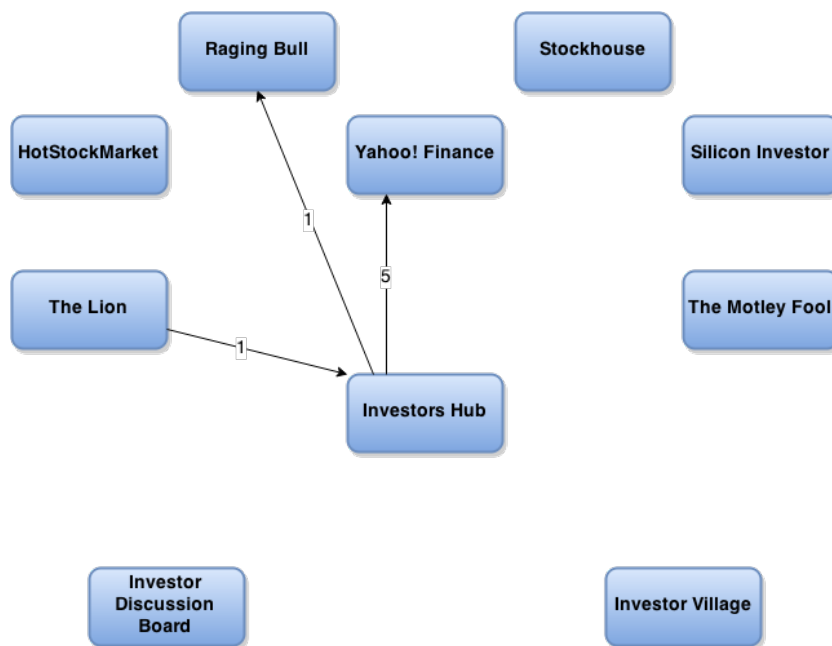 Raging Bull
Stockhouse
HotStockMarket
Yahoo! Finance
Silicon Investor
1
5
The Lion
The Motley Fool
1
Investors Hub
Investor
Discussion
Board
Investor Village